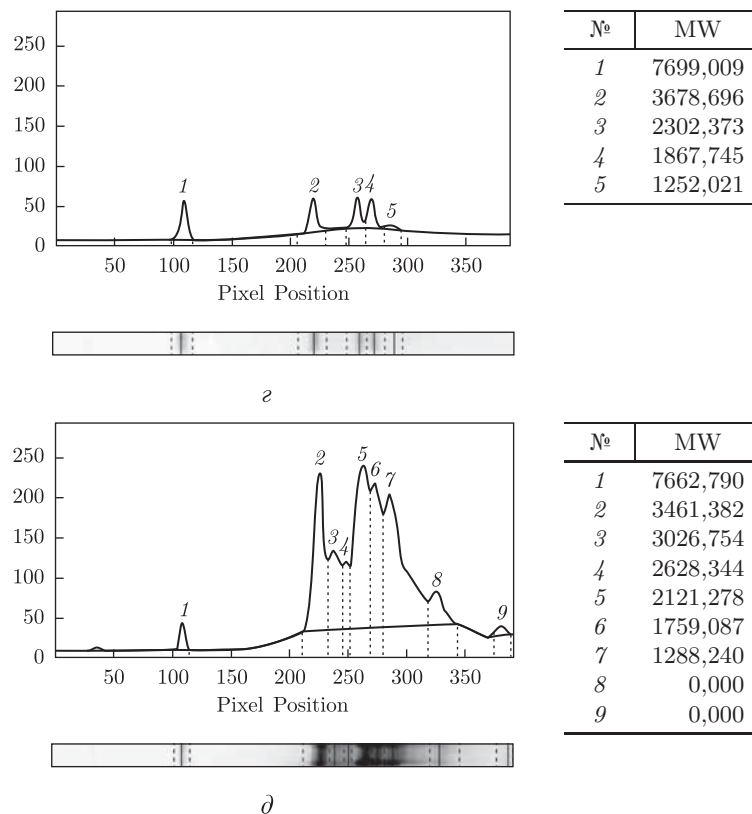 250
200
150
100
50
0
1 2 3 4 5
50 100 150 200 250 300 350
Pixel Position
№ MW
1 7699,009
2 3678,696
3 2302,373
4 1867,745
5 1252,021
г
250
200
150
100
50
0
1 2 3 4 5 6 7 8 9
50 100 150 200 250 300 350
Pixel Position
№ MW
1 7662,790
2 3461,382
3 3026,754
4 2628,344
5 2121,278
6 1759,087
7 1288,240
8 0,000
9 0,000
д